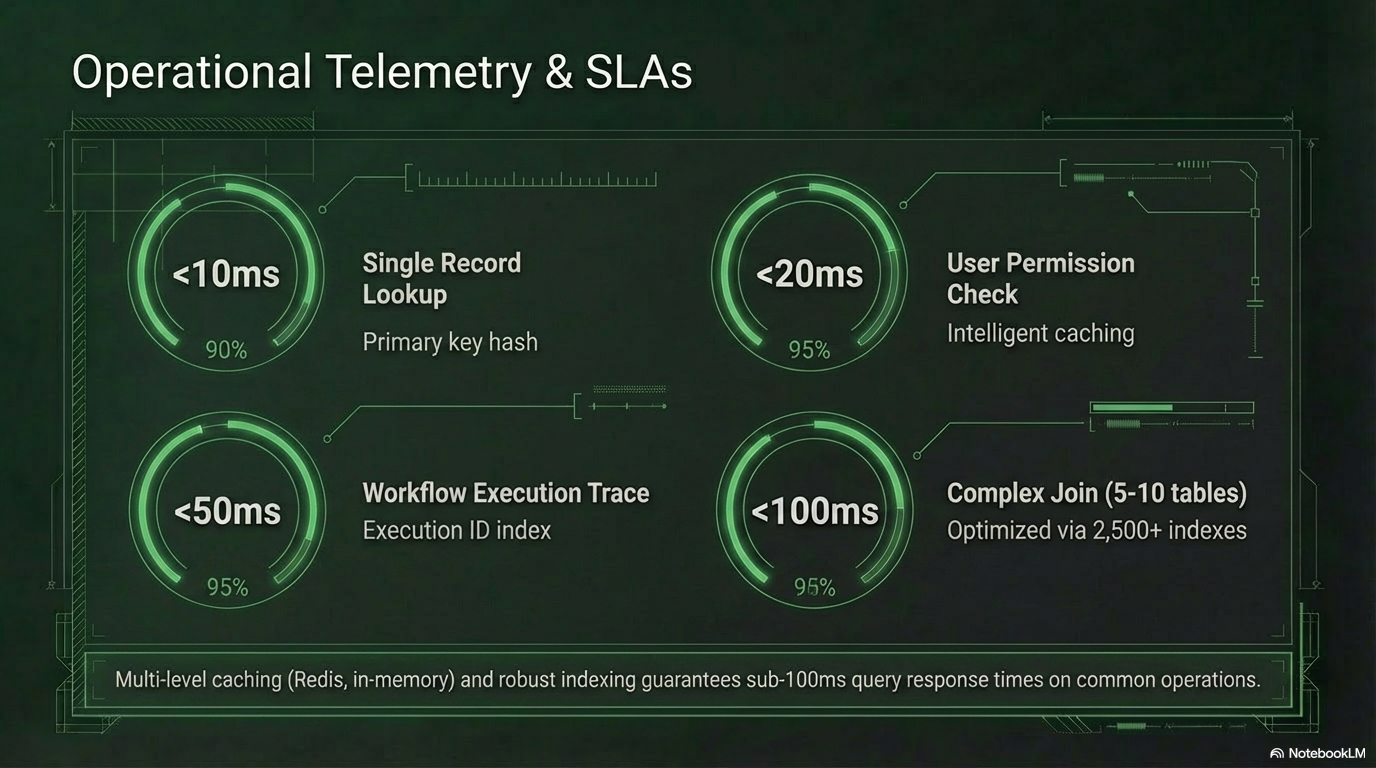 Operational Telemetry & SLAs
<10ms
90%
Single Record
Lookup
Primary key hash
<20ms
95%
User Permission
Check
Intelligent caching
<50ms
95%
Workflow Execution Trace
Execution ID index
<100ms
Complex Join (5-10 tables)
Optimized via 2,500+ indexes
Multi-level caching (Redis, in-memory) and robust indexing guarantees sub-100ms query response times on common operations.
NotebookLM